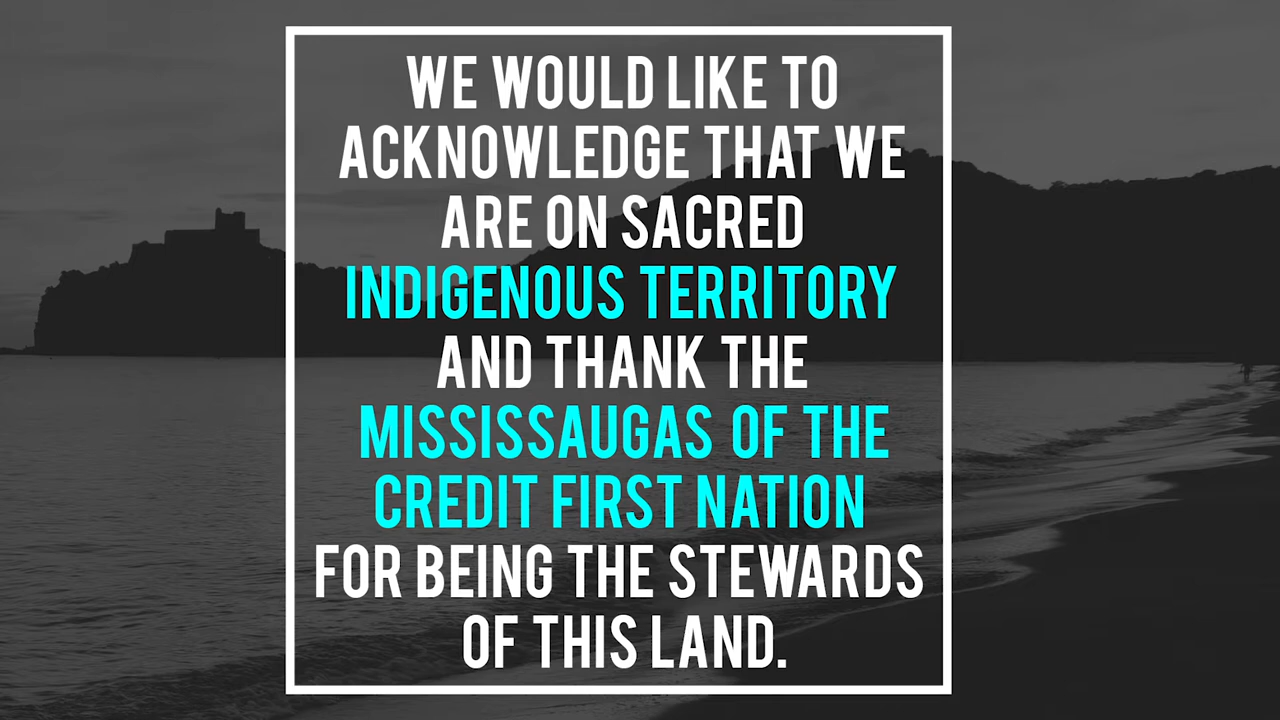 WE WOULD LIKE TO
ACKNOWLEDGE THAT WE
ARE ON SACRED
INDIGENOUS TERRITORY
AND THANK THE
MISSISSAUGAS OF THE
CREDIT FIRST NATION
FOR BEING THE STEWARDS
OF THIS LAND.